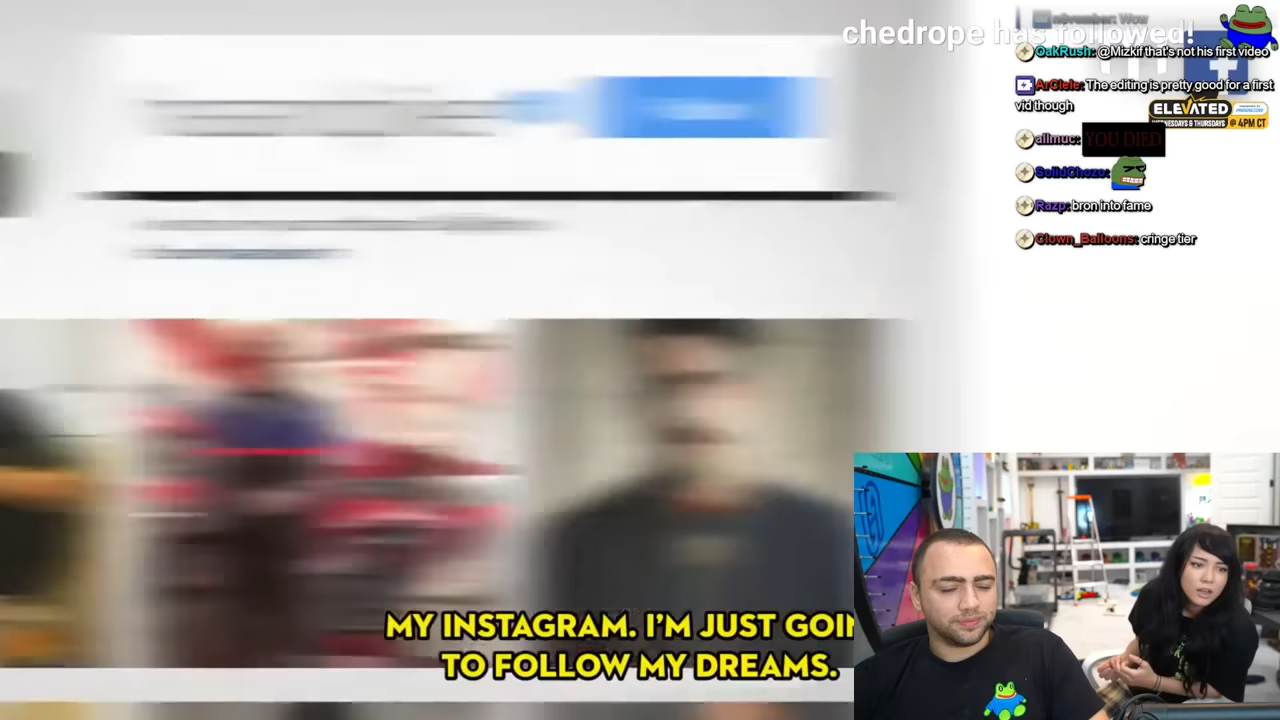 chedrope has followed!
OakRush: @Mizkif that's not his first video
ArCiele: The editing is pretty good for a first
vid though
ELEVATED
WEDNESDAYS & THURSDAYS @ 4PM CT
allmuc: YOU DIED
SolidChozo:
Razp: bron into fame
Clown_Balloons: cringe tier
MY INSTAGRAM. I'M JUST GOIN
TO FOLLOW MY DREAMS.